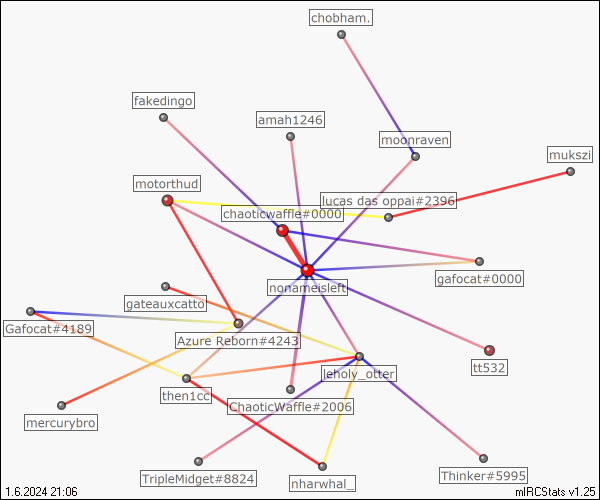 chobham.
fakedingo
amah1246
moonraven
mukszi
motorthud
lucas das oppai#2396
chaoticwaffle#0000
gafocat#0000
nonameisleft
gateauxcatto
Gafocat#4189
Azure Reborn#4243
tt532
leholy_otter
then1cc
ChaoticWaffle#2006
mercurybro
TripleMidget#8824
nharwhal_
Thinker#5995
1.6.2024 21:06
mIRCStats v1.25